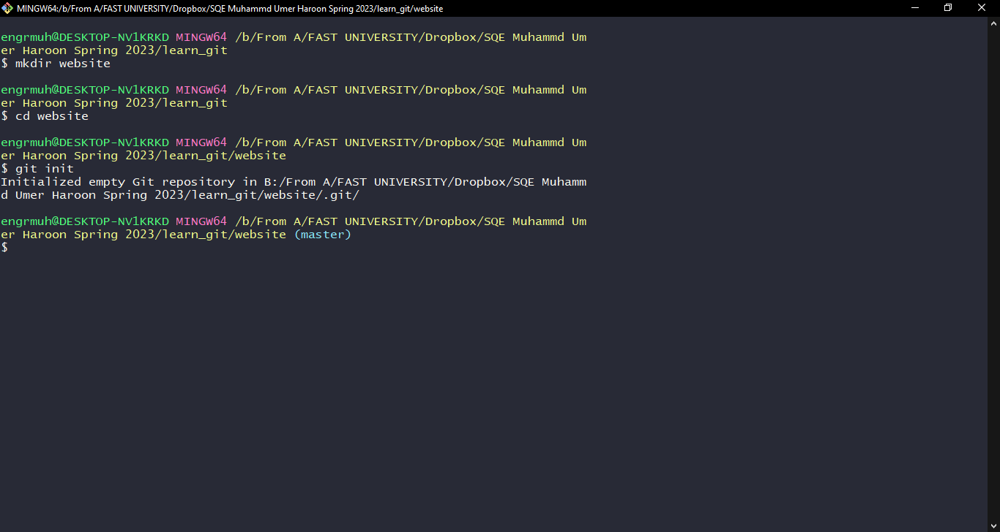 MINGW64:/b/From A/FAST UNIVERSITY/Dropbox/SQE Muhammd Umer Haroon Spring 2023/learn_git/website
engrmuh@DESKTOP-NV1KRKD MINGW64 /b/From A/FAST UNIVERSITY/Dropbox/SQE Muhammd Um
er Haroon Spring 2023/learn_git
$ mkdir website
engrmuh@DESKTOP-NV1KRKD MINGW64 /b/From A/FAST UNIVERSITY/Dropbox/SQE Muhammd Um
er Haroon Spring 2023/learn_git
$ cd website
engrmuh@DESKTOP-NV1KRKD MINGW64 /b/From A/FAST UNIVERSITY/Dropbox/SQE Muhammd Um
er Haroon Spring 2023/learn_git/website
$ git init
Initialized empty Git repository in B:/From A/FAST UNIVERSITY/Dropbox/SQE Muhamm
d Umer Haroon Spring 2023/learn_git/website/.git/
engrmuh@DESKTOP-NV1KRKD MINGW64 /b/From A/FAST UNIVERSITY/Dropbox/SQE Muhammd Um
er Haroon Spring 2023/learn_git/website (master)
$